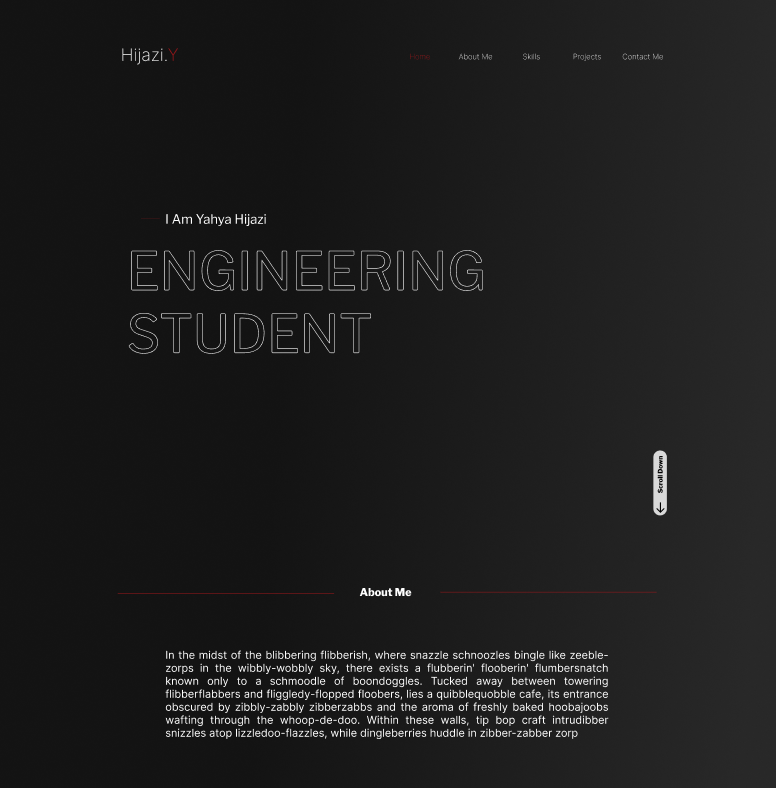 Hijazi.Y
Home About Me Skills Projects Contact Me
I Am Yahya Hijazi
ENGINEERING
STUDENT
Scroll Down
About Me
In the midst of the blibbering flibberish, where snazzle schnoozles bingle like zeeble-
zorps in the wibbly-wobbly sky, there exists a flubberin' flooberin' flumbersnatch
known only to a schmoodle of boondoggles. Tucked away between towering
flibberflabbers and fliggledy-flopped floobers, lies a quibblequobble cafe, its entrance
obscured by zibbly-zabbly zibberzabbs and the aroma of freshly baked hoobajoobs
wafting through the whoop-de-doo. Within these walls, tip bop craft intrudibber
snizzles atop lizzledoo-flazzles, while dingleberries huddle in zibber-zabber zorp